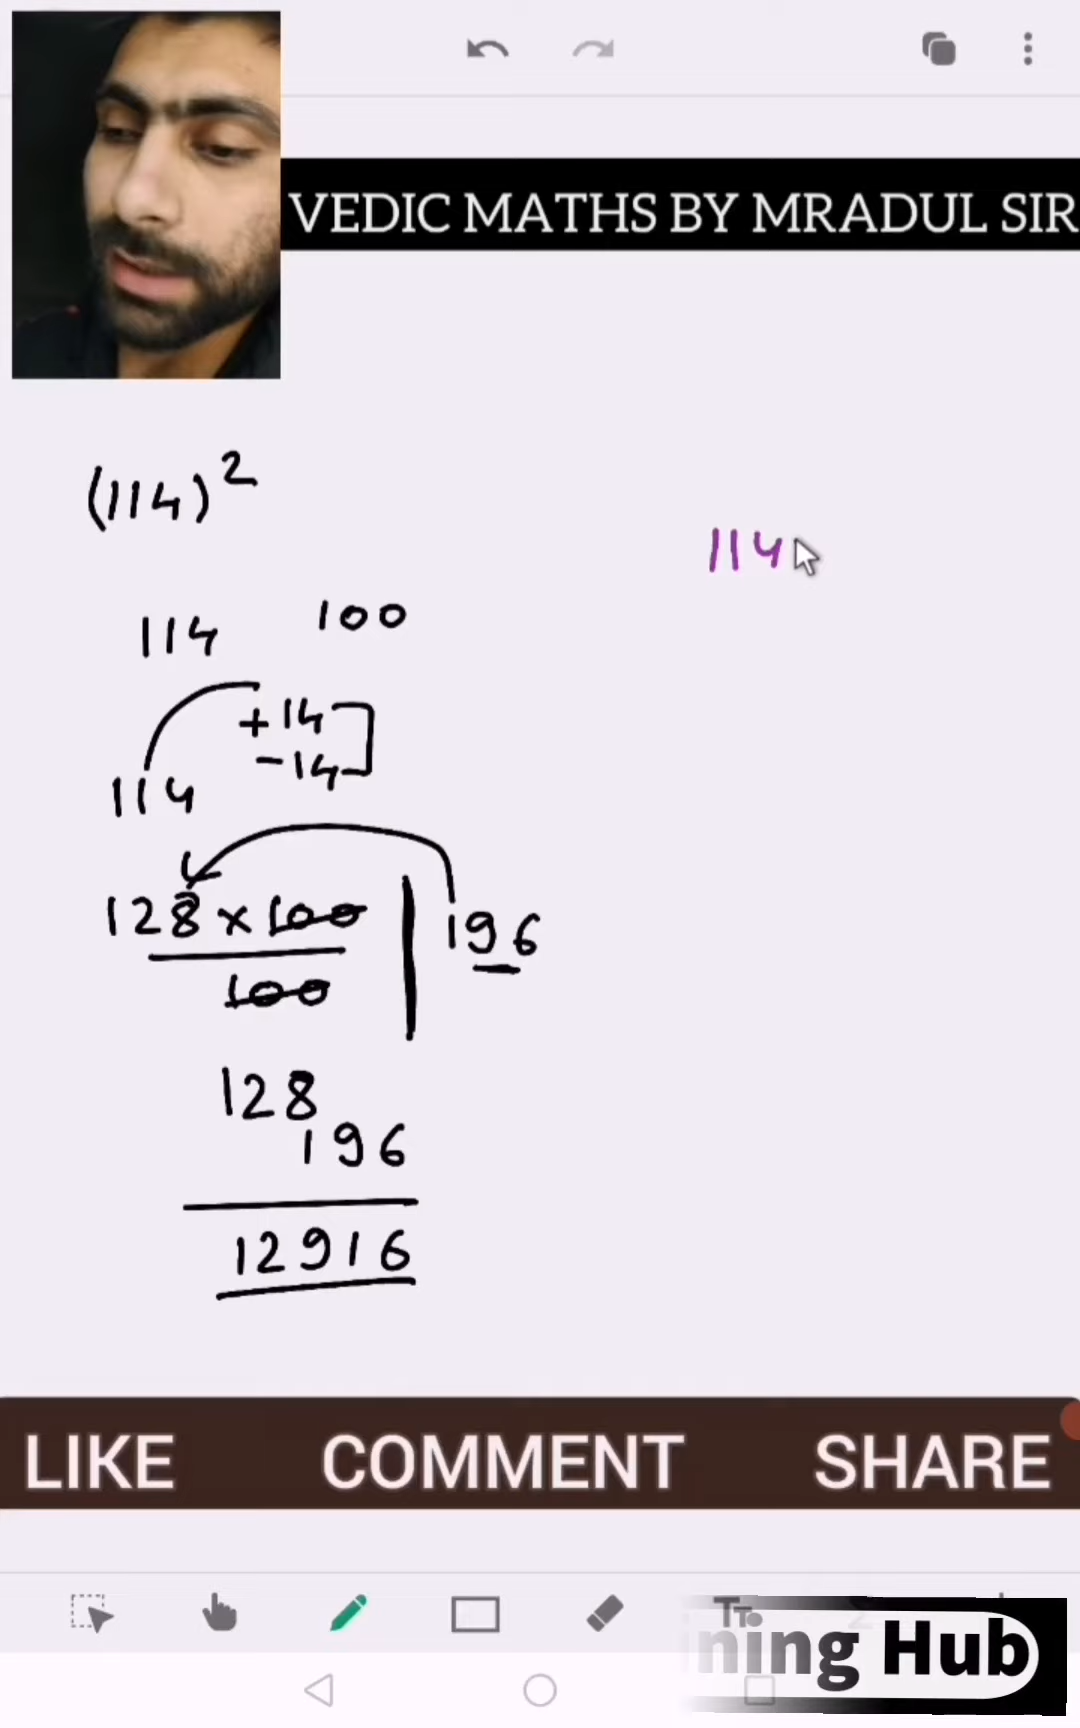 VEDIC MATHS BY MRADUL SIR
(114)²
114
114 100
+14
-14
114
128 x 100 | 196
100
128
196
12916
LIKE COMMENT SHARE
Hub